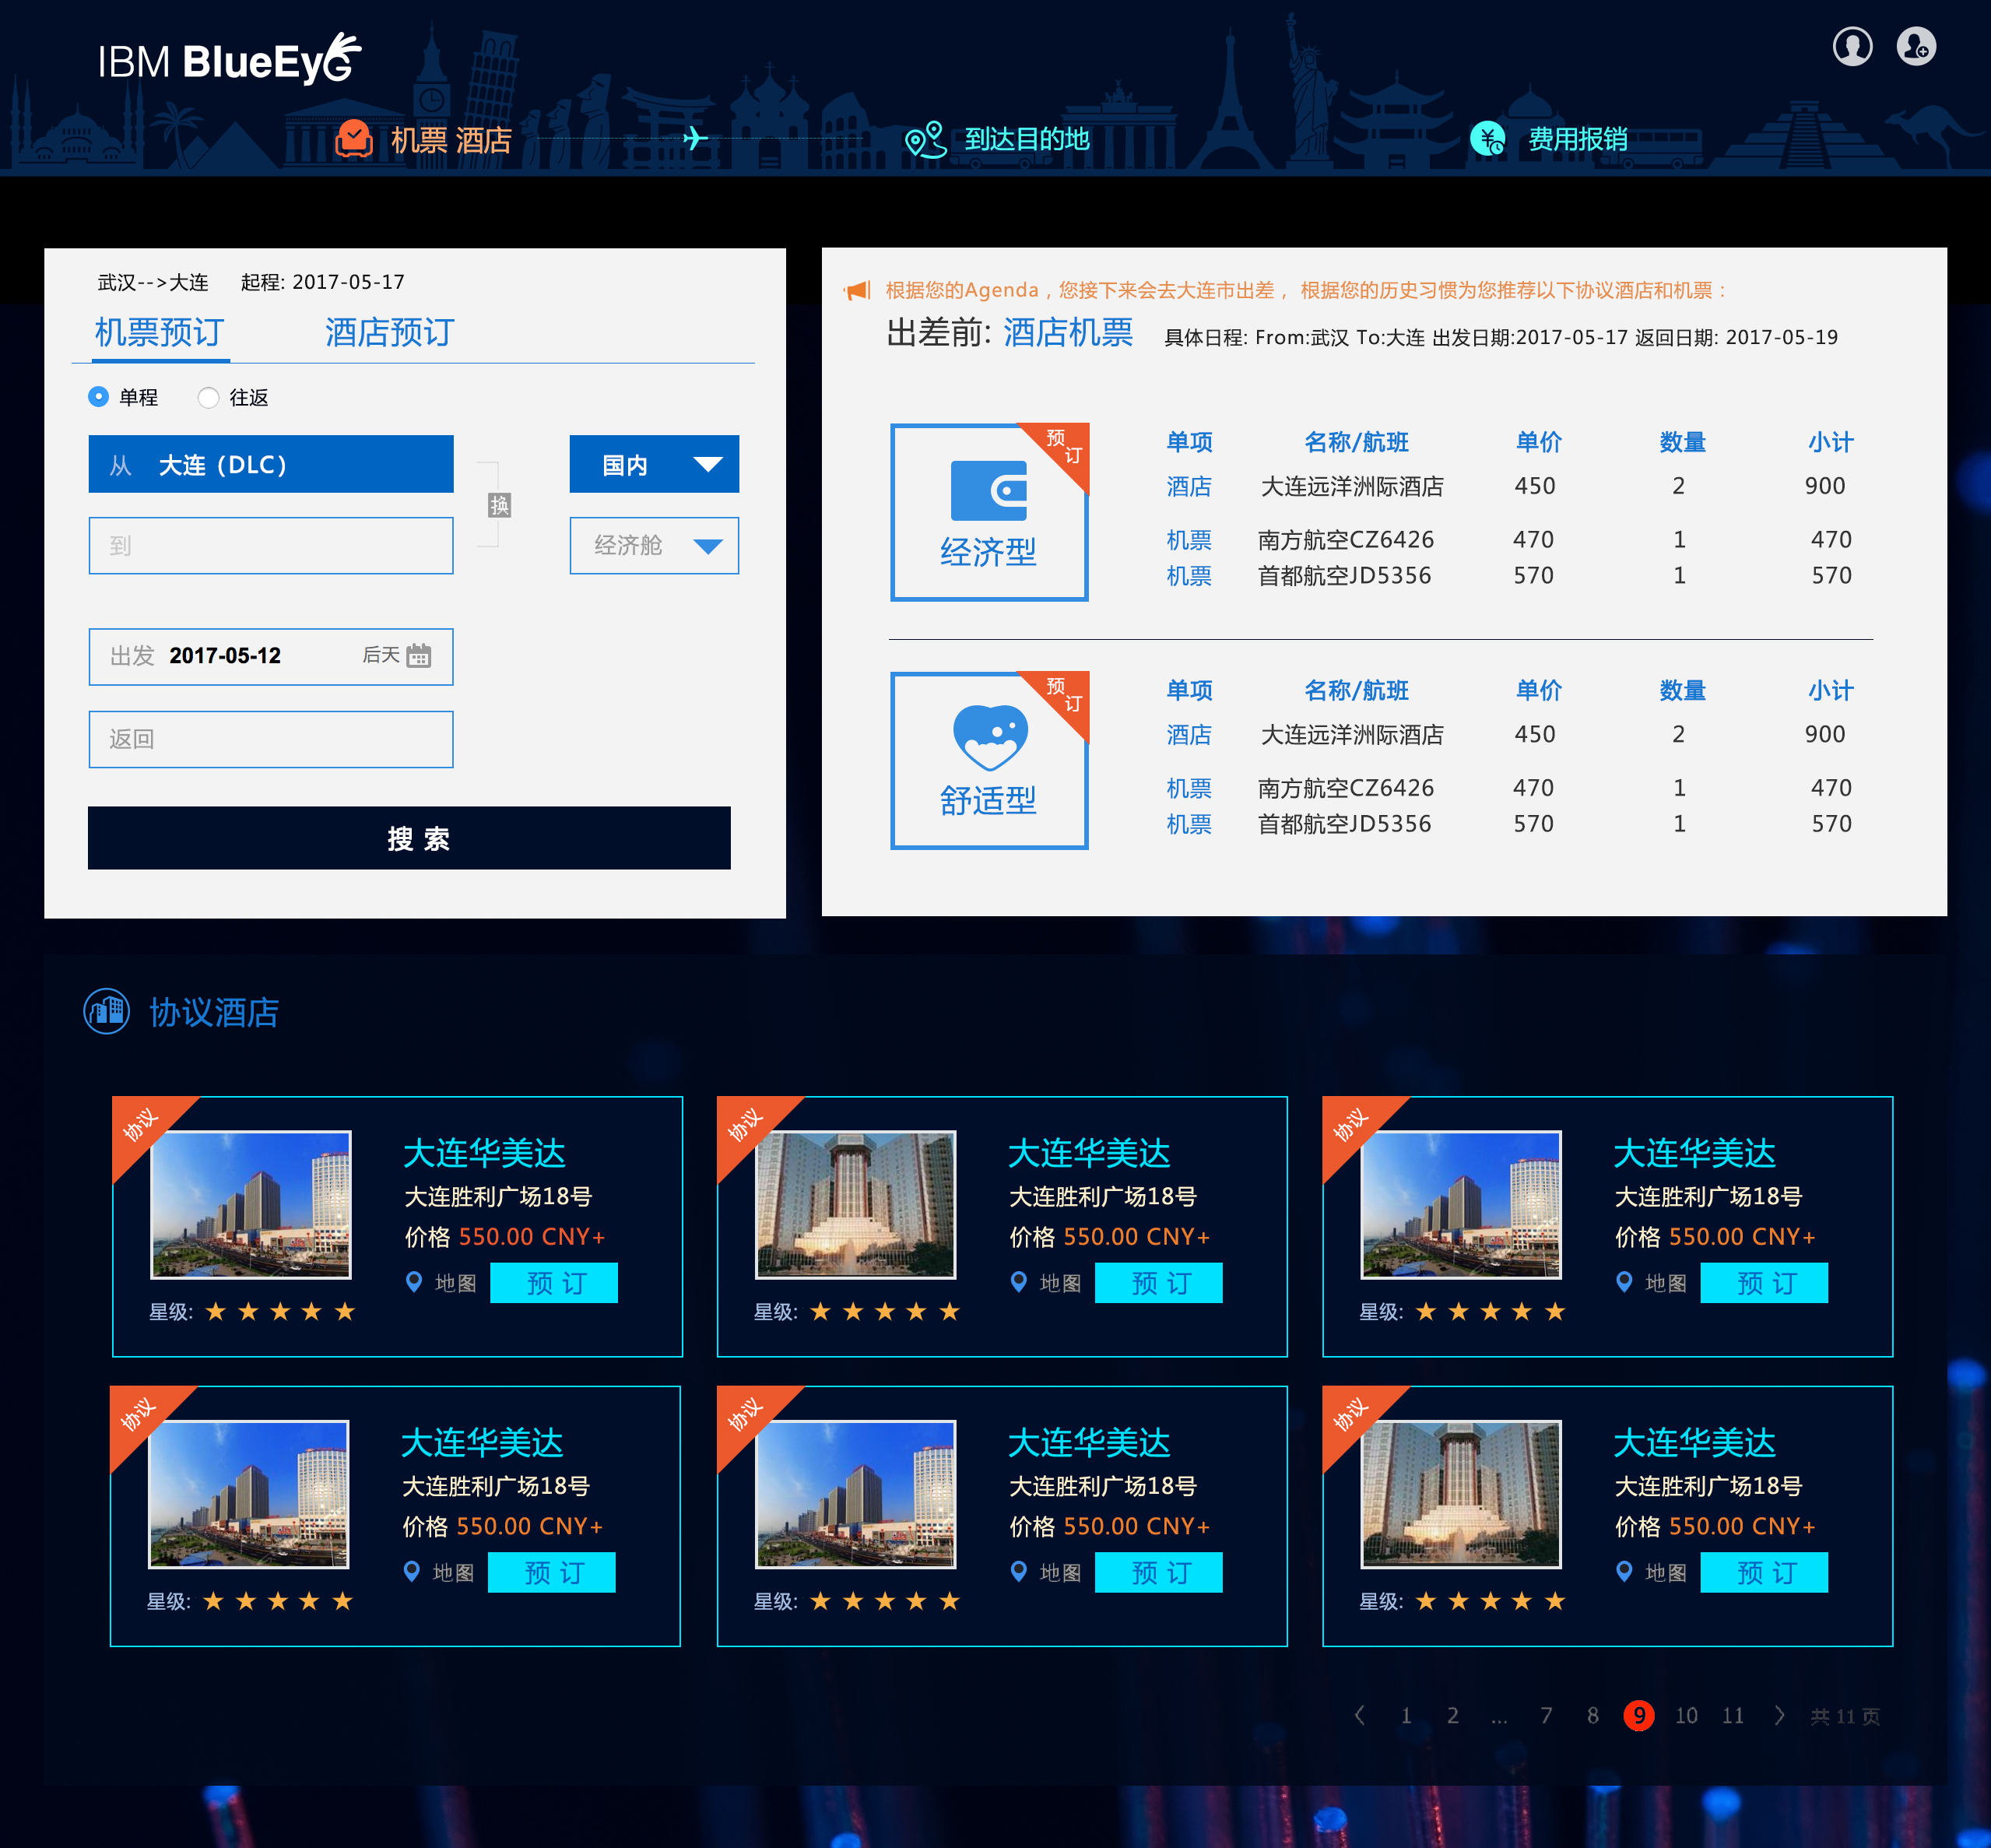 IBM BlueEye
机票 酒店
到达目的地
费用报销
武汉-->大连 起程: 2017-05-17
机票预订 酒店预订
单程 往返
从 大连（DLC）
国内
换
到
经济舱
出发 2017-05-12 后天
返回
搜 索
根据您的Agenda，您接下来会去大连市出差， 根据您的历史习惯为您推荐以下协议酒店和机票：
出差前: 酒店机票 具体日程: From:武汉 To:大连 出发日期:2017-05-17 返回日期: 2017-05-19
预订
经济型
单项 名称/航班 单价 数量 小计
酒店 大连远洋洲际酒店 450 2 900
机票 南方航空CZ6426 470 1 470
机票 首都航空JD5356 570 1 570
预订
舒适型
单项 名称/航班 单价 数量 小计
酒店 大连远洋洲际酒店 450 2 900
机票 南方航空CZ6426 470 1 470
机票 首都航空JD5356 570 1 570
协议酒店
协议
大连华美达
大连胜利广场18号
价格 550.00 CNY+
地图 预 订
星级:
协议
大连华美达
大连胜利广场18号
价格 550.00 CNY+
地图 预 订
星级:
协议
大连华美达
大连胜利广场18号
价格 550.00 CNY+
地图 预 订
星级:
协议
大连华美达
大连胜利广场18号
价格 550.00 CNY+
地图 预 订
星级:
协议
大连华美达
大连胜利广场18号
价格 550.00 CNY+
地图 预 订
星级:
协议
大连华美达
大连胜利广场18号
价格 550.00 CNY+
地图 预 订
星级:
1 2 ... 7 8 9 10 11 共 11 页